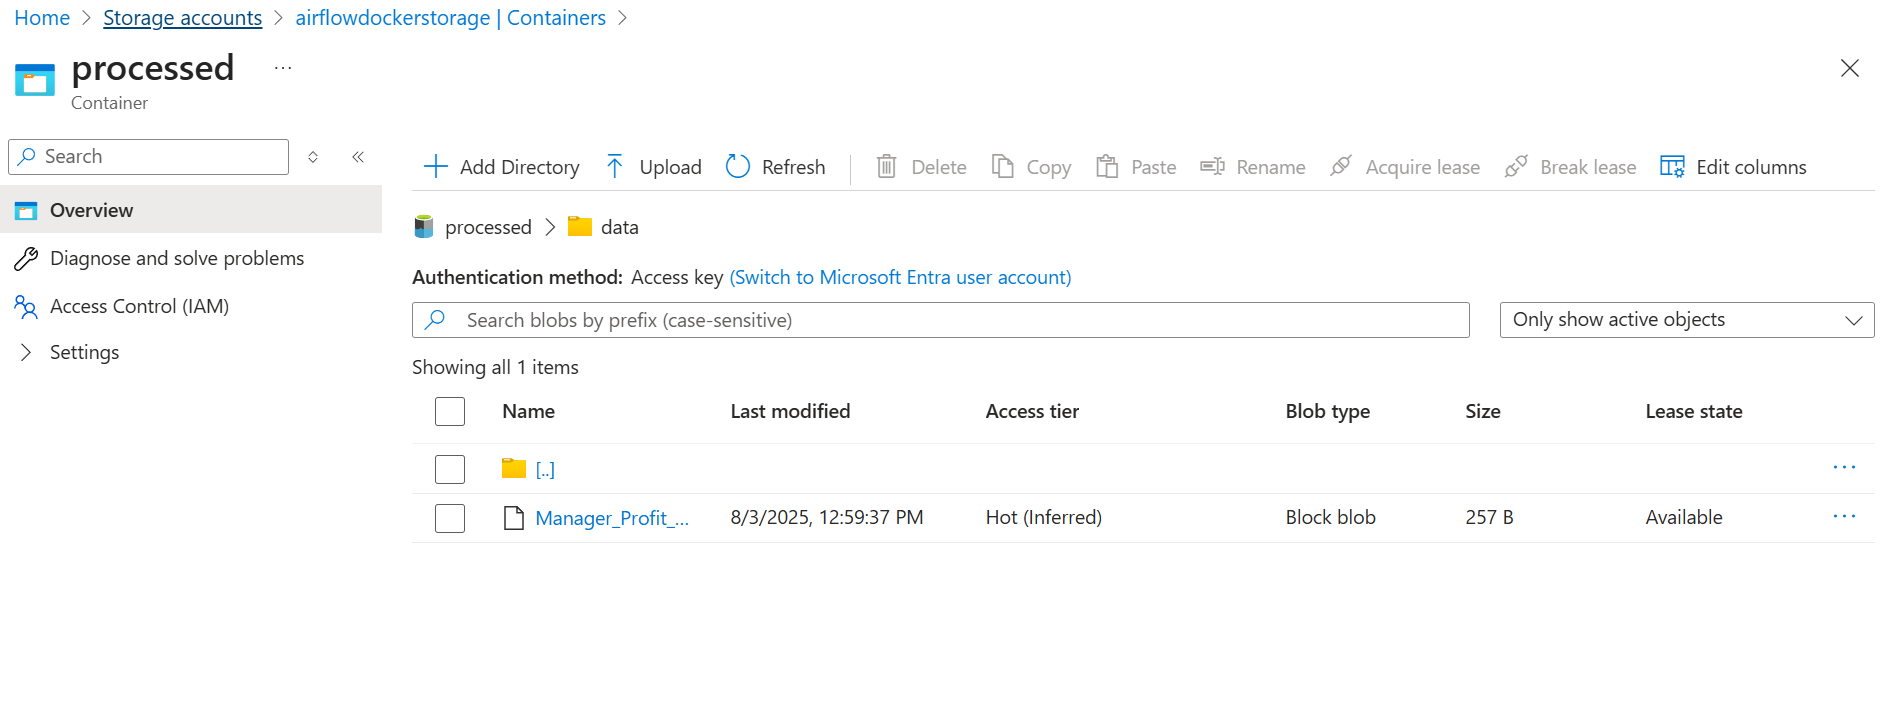 Home > Storage accounts > airflowdockerstorage | Containers >
processed ...
Container
Search
Overview
Diagnose and solve problems
Access Control (IAM)
Settings
Add Directory Upload Refresh Delete Copy Paste Rename Acquire lease Break lease Edit columns
processed > data
Authentication method: Access key (Switch to Microsoft Entra user account)
Search blobs by prefix (case-sensitive) Only show active objects
Showing all 1 items
Name Last modified Access tier Blob type Size Lease state
[..] ...
Manager_Profit_... 8/3/2025, 12:59:37 PM Hot (Inferred) Block blob 257 B Available ...